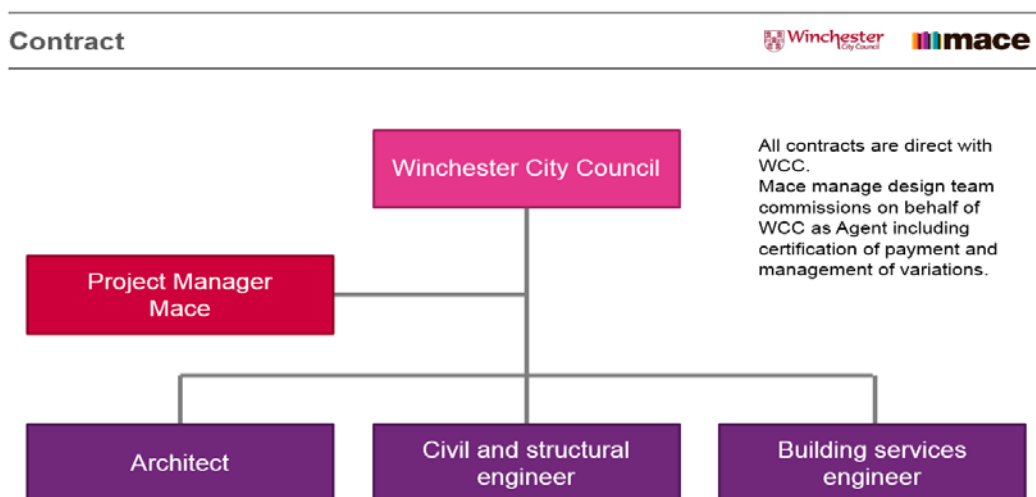 Contract
Winchester
City Council
mace
Winchester City Council
All contracts are direct with
WCC.
Mace manage design team
commissions on behalf of
WCC as Agent including
certification of payment and
management of variations.
Project Manager
Mace
Architect
Civil and structural
engineer
Building services
engineer